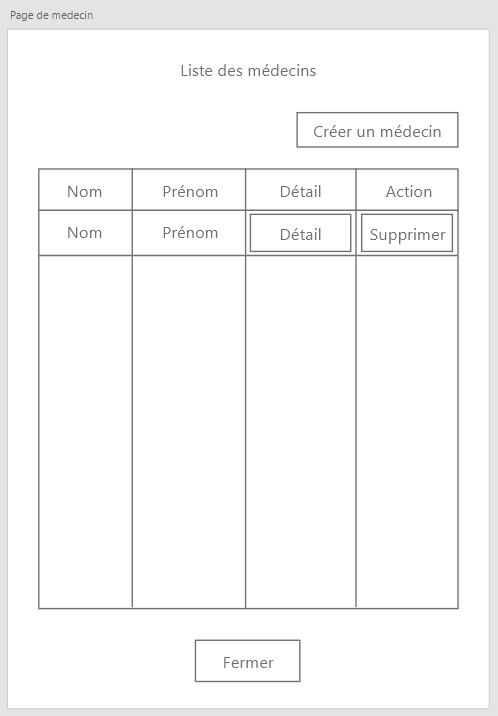 Page de medecin
Liste des médecins
Créer un médecin
Nom Prénom Détail Action
Nom Prénom Détail Supprimer
Fermer